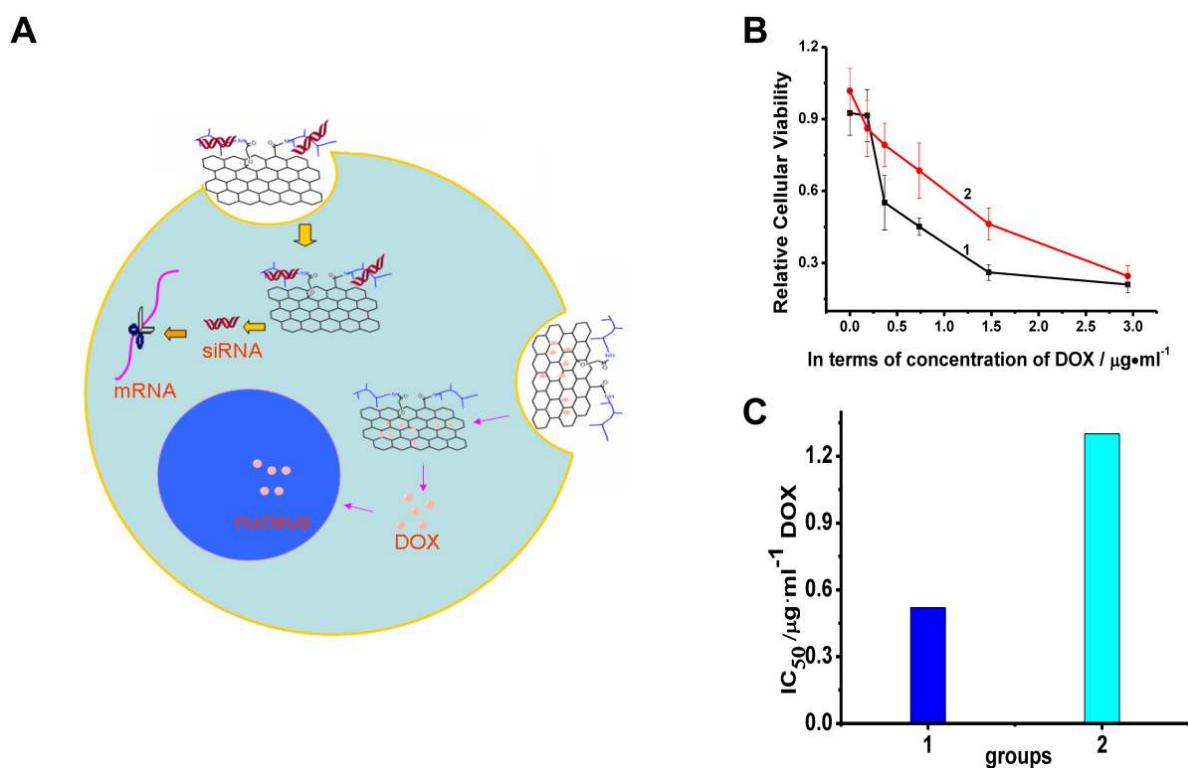 A
siRNA
mRNA
nucleus
DOX
B
Relative Cellular Viability
1.2
0.9
0.6
0.3
2
1
0.0 0.5 1.0 1.5 2.0 2.5 3.0
In terms of concentration of DOX / μg•ml⁻¹
C
IC₅₀ /μg·ml⁻¹ DOX
1.2
0.9
0.6
0.3
0.0
1 2
groups